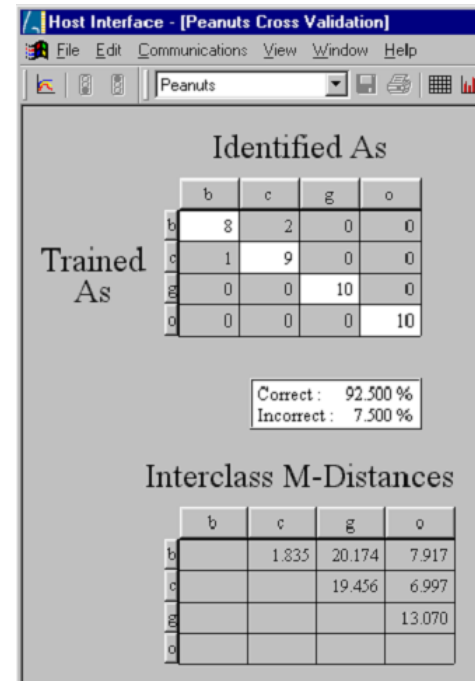 Host Interface - [Peanuts Cross Validation]
File Edit Communications View Window Help
Peanuts
Identified As
b c g o
Trained As
b 8 2 0 0
c 1 9 0 0
g 0 0 10 0
o 0 0 0 10
Correct : 92.500 %
Incorrect : 7.500 %
Interclass M-Distances
b c g o
b 1.835 20.174 7.917
c 19.456 6.997
g 13.070
o